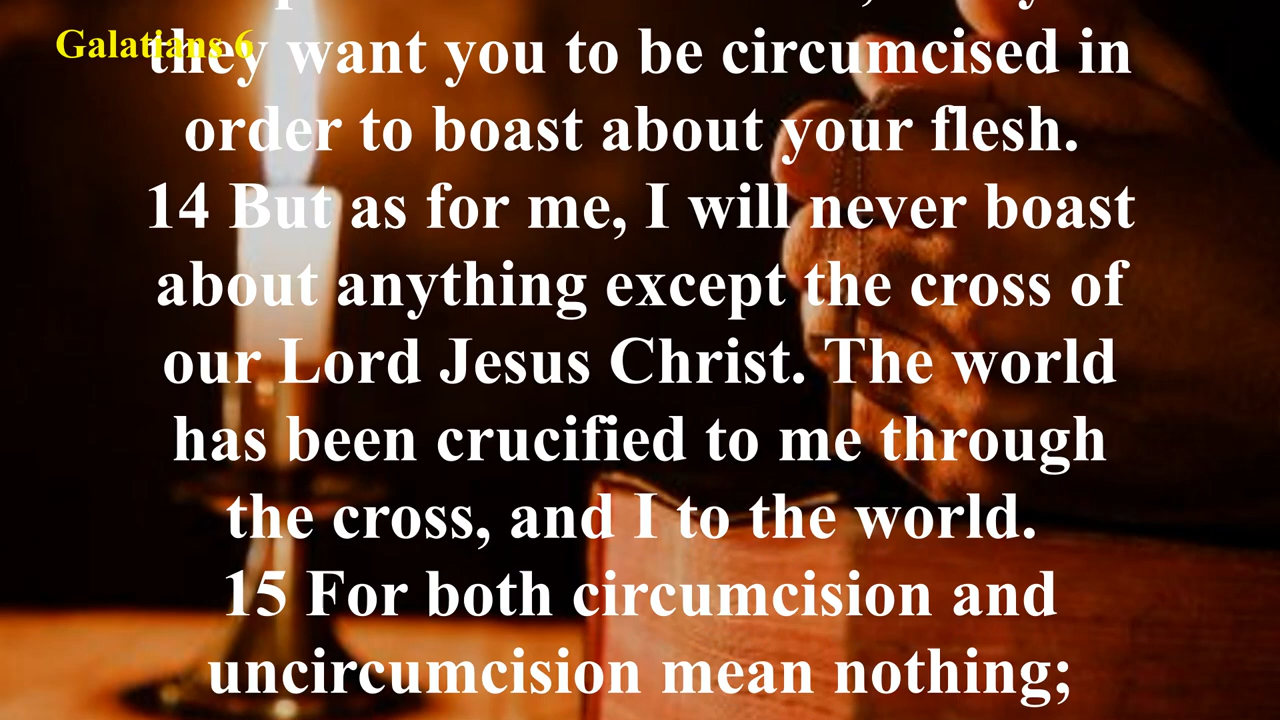 Galatians 6
they want you to be circumcised in
order to boast about your flesh.
14 But as for me, I will never boast
about anything except the cross of
our Lord Jesus Christ. The world
has been crucified to me through
the cross, and I to the world.
15 For both circumcision and
uncircumcision mean nothing;